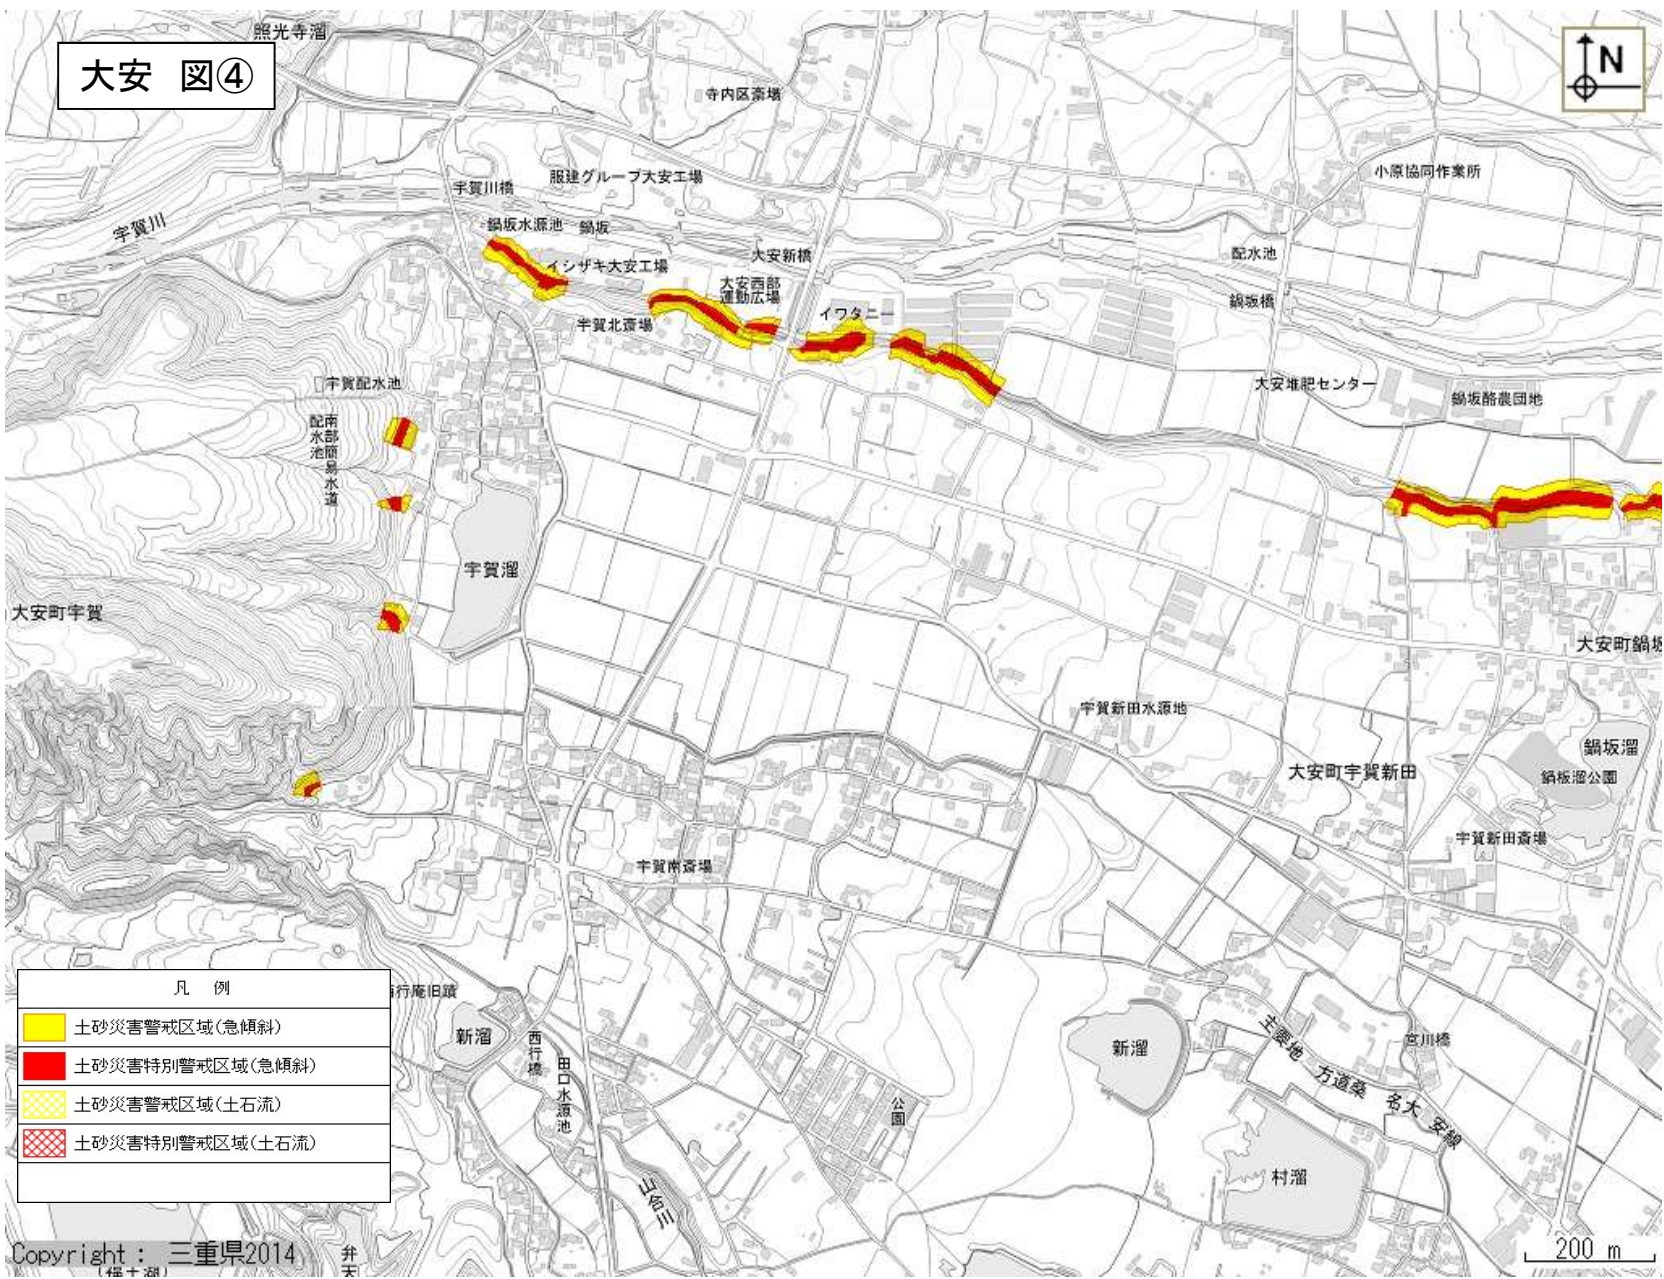 照光寺溜
大安 図④
N
寺内区斎場
小原協同作業所
服建グループ大安工場
宇賀川橋
宇賀川
鍋坂水源池
鍋坂
大安新橋
配水池
イシザキ大安工場
大安西部
運動広場
鍋坂橋
イワタニー
宇賀北斎場
宇賀配水池
大安堆肥センター
鍋坂酪農団地
南部簡易水道
配水池
宇賀溜
大安町宇賀
大安町鍋坂
宇賀新田水源地
鍋坂溜
大安町宇賀新田
鍋板溜公園
宇賀新田斎場
宇賀南斎場
凡 例
土砂災害警戒区域(急傾斜)
土砂災害特別警戒区域(急傾斜)
土砂災害警戒区域(土石流)
土砂災害特別警戒区域(土石流)
行庵旧蹟
新溜
西行橋
田口水源池
新溜
主要地方道桑名大安線
宮川橋
公園
村溜
山合川
Copyright : 三重県2014
弁天
200 m